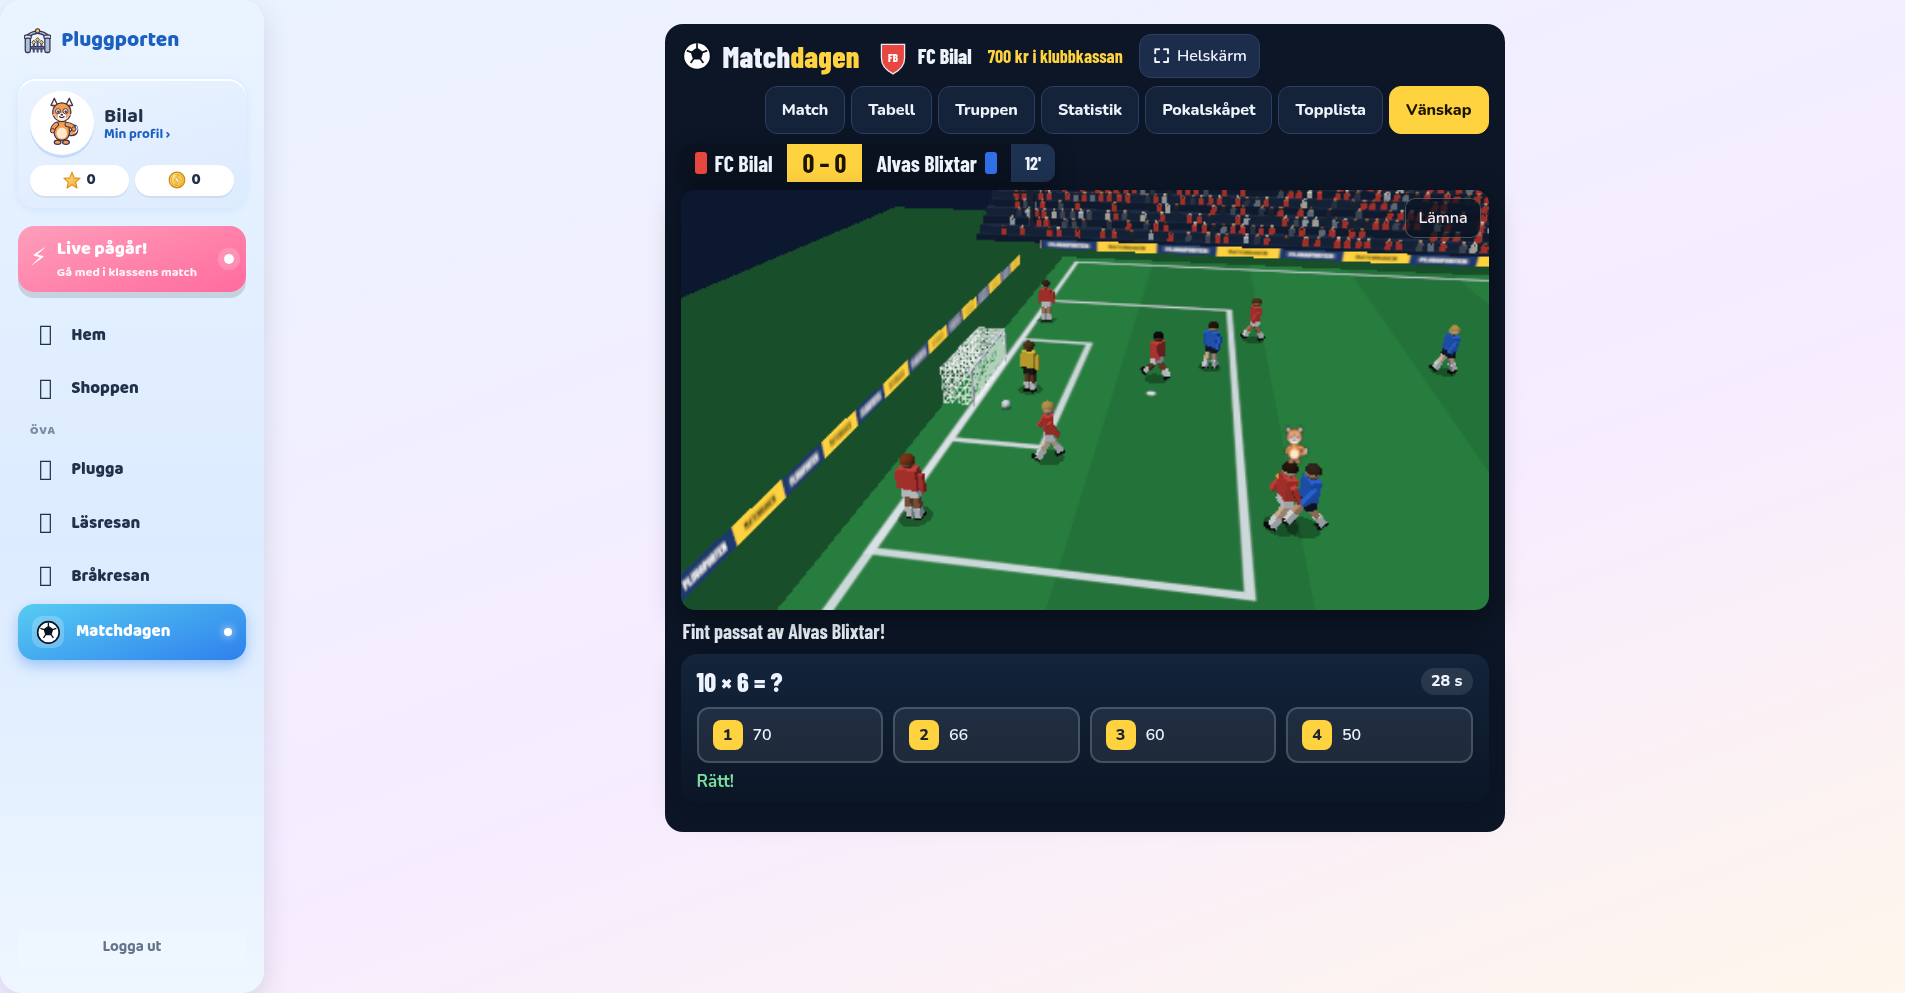 Pluggporten
Bilal
Min profil ›
0
0
Live pågår!
Gå med i klassens match
Hem
Shoppen
ÖVA
Plugga
Läsresan
Bråkresan
Matchdagen
Logga ut
Matchdagen
FB
FC Bilal
700 kr i klubbkassan
Helskärm
Match
Tabell
Truppen
Statistik
Pokalskåpet
Topplista
Vänskap
FC Bilal
0 – 0
Alvas Blixtar
12'
Lämna
PLUGGPORTEN
Fint passat av Alvas Blixtar!
10 × 6 = ?
28 s
1 70
2 66
3 60
4 50
Rätt!